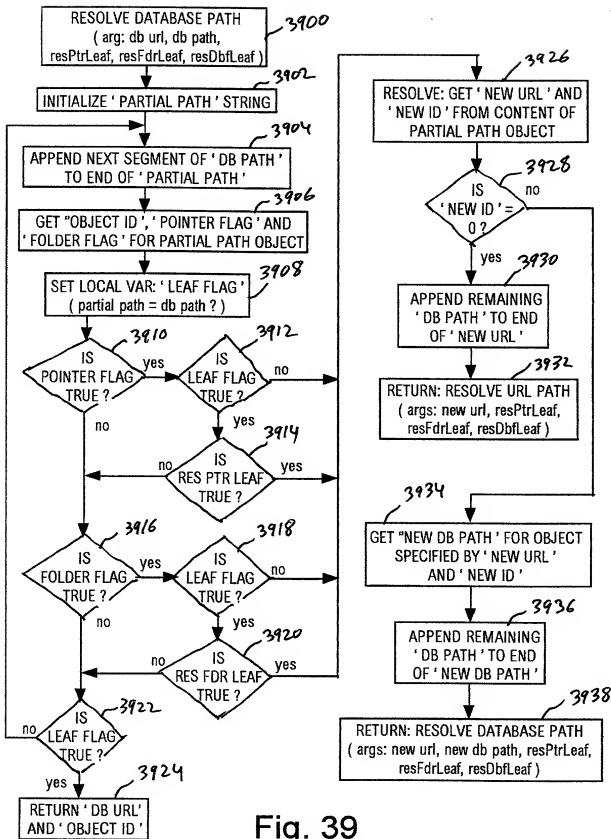 RESOLVE DATABASE PATH
( arg: db url, db path,
resPtrLeaf, resFdrLeaf, resDbfLeaf )
3900
3902
INITIALIZE ' PARTIAL PATH ' STRING
3904
APPEND NEXT SEGMENT OF ' DB PATH '
TO END OF ' PARTIAL PATH '
3906
GET "OBJECT ID', ' POINTER FLAG ' AND
' FOLDER FLAG ' FOR PARTIAL PATH OBJECT
3908
SET LOCAL VAR: ' LEAF FLAG '
( partial path = db path ? )
3910
IS
POINTER FLAG
TRUE ?
yes
no
3912
IS
LEAF FLAG
TRUE ?
no
yes
3914
IS
RES PTR LEAF
TRUE ?
no
yes
3916
IS
FOLDER FLAG
TRUE ?
yes
no
3918
IS
LEAF FLAG
TRUE ?
no
yes
3920
IS
RES FDR LEAF
TRUE ?
no
yes
3922
IS
LEAF FLAG
TRUE ?
no
yes
3924
RETURN ' DB URL '
AND ' OBJECT ID '
3926
RESOLVE: GET ' NEW URL ' AND
' NEW ID ' FROM CONTENT OF
PARTIAL PATH OBJECT
3928
IS
' NEW ID ' =
0 ?
no
yes
3930
APPEND REMAINING
' DB PATH ' TO END
OF ' NEW URL '
3932
RETURN: RESOLVE URL PATH
( args: new url, resPtrLeaf,
resFdrLeaf, resDbfLeaf )
3934
GET "NEW DB PATH ' FOR OBJECT
SPECIFIED BY ' NEW URL '
AND ' NEW ID '
3936
APPEND REMAINING
' DB PATH ' TO END
OF ' NEW DB PATH '
3938
RETURN: RESOLVE DATABASE PATH
( args: new url, new db path, resPtrLeaf,
resFdrLeaf, resDbfLeaf )
Fig. 39